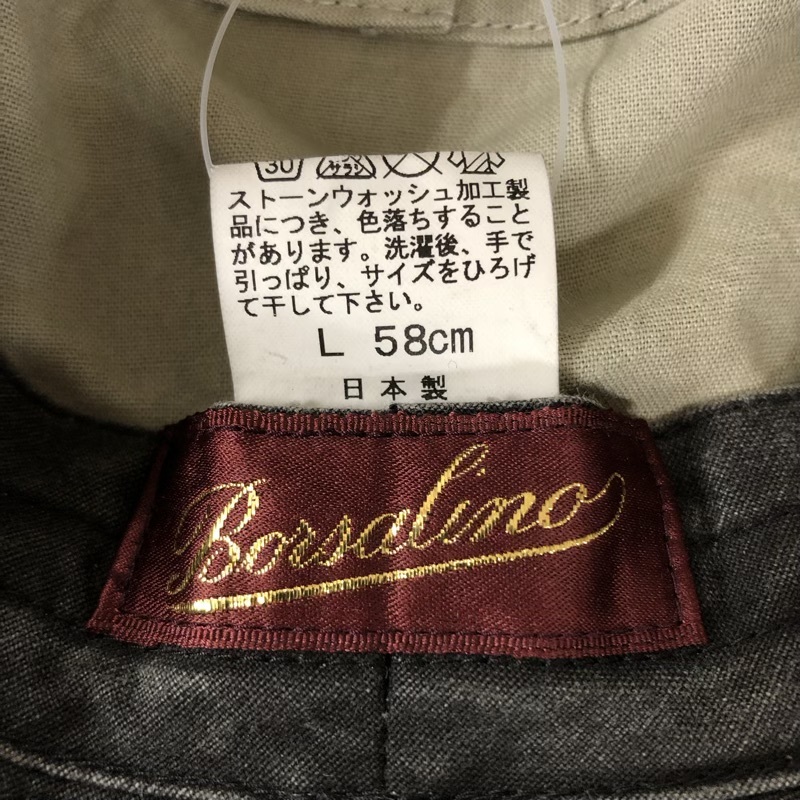 30 サラシ
ストーンウォッシュ加工製
品につき、色落ちすること
があります。洗濯後、手で
引っぱり、サイズをひろげ
て干して下さい。
L 58cm
日本製
Borsalino